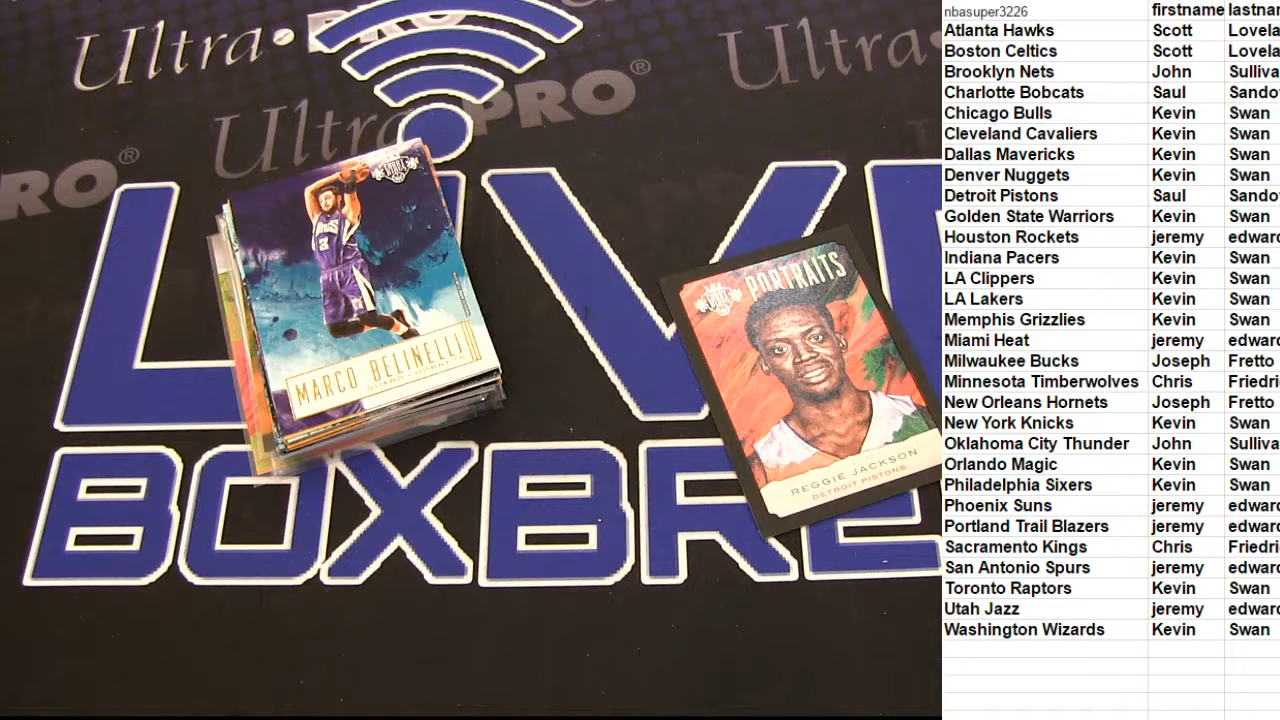 Ultra PRO
Ultra
Ultra PRO®
PRO®
LIV
BOXBRE
MARCO BELINELLI
GUARD
COURT KINGS
PORTRAITS
REGGIE JACKSON
DETROIT PISTONS
nbasuper3226 firstname lastnam
Atlanta Hawks Scott Lovela
Boston Celtics Scott Lovela
Brooklyn Nets John Sulliva
Charlotte Bobcats Saul Sando
Chicago Bulls Kevin Swan
Cleveland Cavaliers Kevin Swan
Dallas Mavericks Kevin Swan
Denver Nuggets Kevin Swan
Detroit Pistons Saul Sando
Golden State Warriors Kevin Swan
Houston Rockets jeremy edward
Indiana Pacers Kevin Swan
LA Clippers Kevin Swan
LA Lakers Kevin Swan
Memphis Grizzlies Kevin Swan
Miami Heat jeremy edward
Milwaukee Bucks Joseph Fretto
Minnesota Timberwolves Chris Friedri
New Orleans Hornets Joseph Fretto
New York Knicks Kevin Swan
Oklahoma City Thunder John Sulliva
Orlando Magic Kevin Swan
Philadelphia Sixers Kevin Swan
Phoenix Suns jeremy edward
Portland Trail Blazers jeremy edward
Sacramento Kings Chris Friedri
San Antonio Spurs jeremy edward
Toronto Raptors Kevin Swan
Utah Jazz jeremy edward
Washington Wizards Kevin Swan